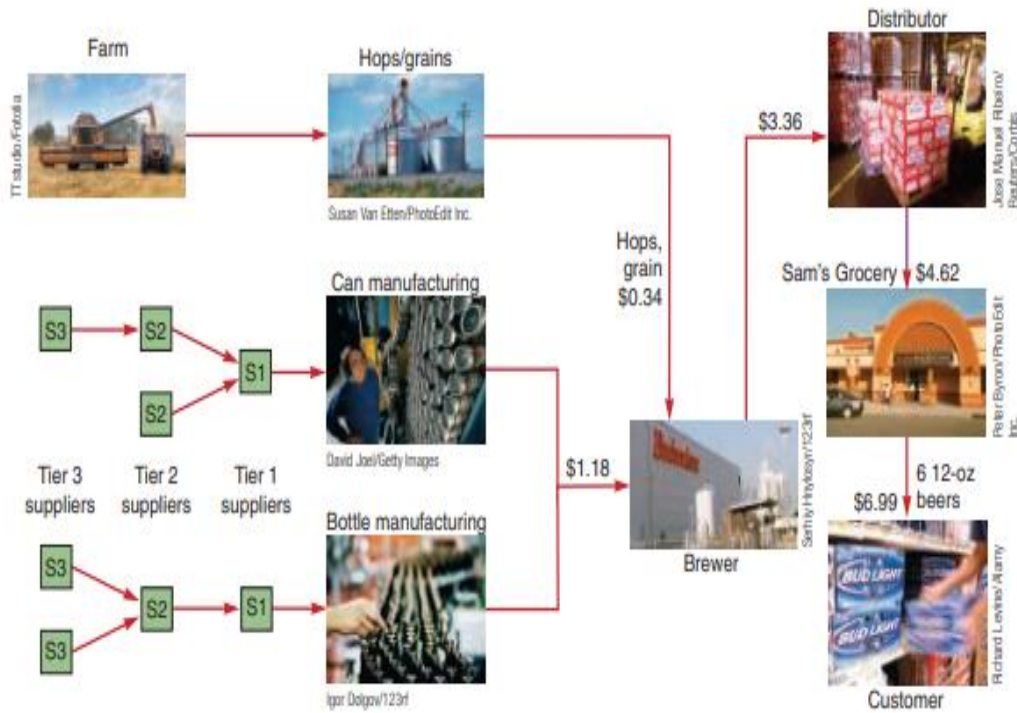 Farm
TT studio/Fotolia
Hops/grains
Susan Van Etten/PhotoEdit Inc.
Distributor
Jose Manuel Ribeiro/
Reuters/Corbis
$3.36
Hops,
grain
$0.34
Sam's Grocery
$4.62
Peter Byron/PhotoEdit
Inc.
Can manufacturing
S3
S2
S1
S2
David Joel/Getty Images
Tier 3
suppliers
Tier 2
suppliers
Tier 1
suppliers
$1.18
Budweiser
Serhiy Hnylosyr/123rf
Brewer
6 12-oz
beers
$6.99
Bottle manufacturing
S3
S2
S1
S3
Igor Dolgov/123rf
BUD LIGHT
BUD LIGHT
Richard Levine/Alamy
Customer